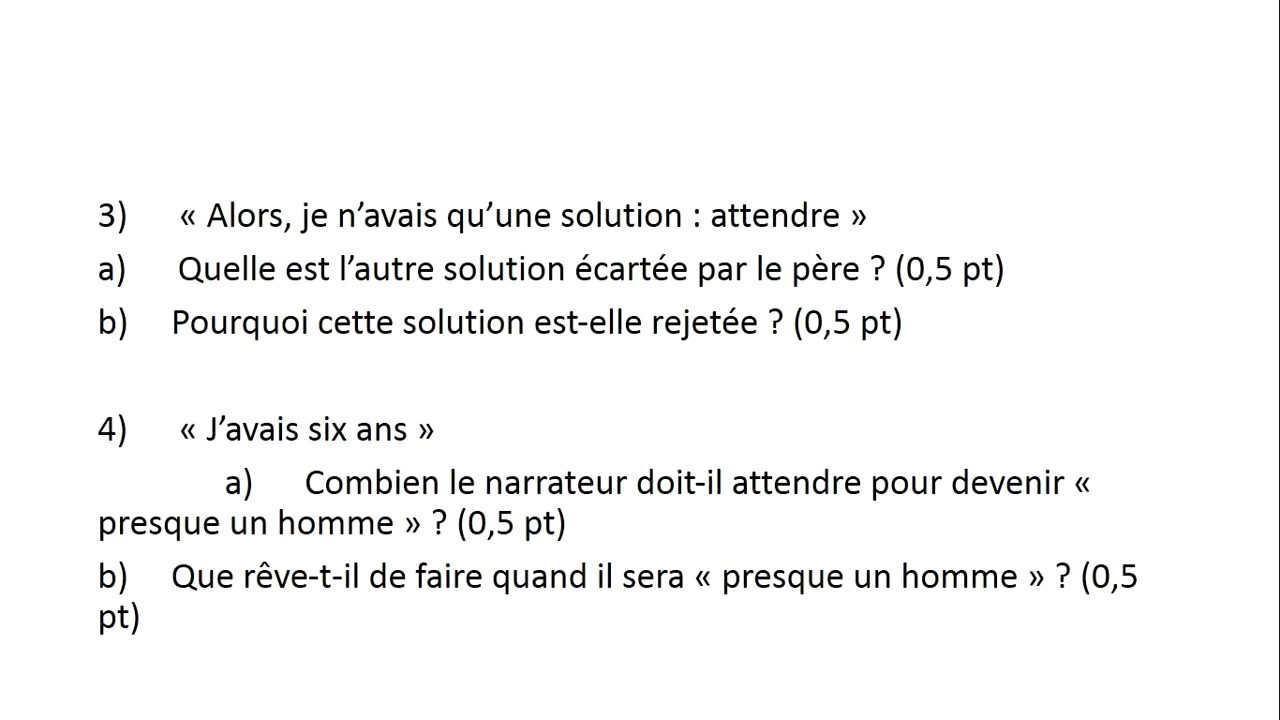 3) « Alors, je n’avais qu’une solution : attendre »
a) Quelle est l’autre solution écartée par le père ? (0,5 pt)
b) Pourquoi cette solution est-elle rejetée ? (0,5 pt)
4) « J’avais six ans »
a) Combien le narrateur doit-il attendre pour devenir «
presque un homme » ? (0,5 pt)
b) Que rêve-t-il de faire quand il sera « presque un homme » ? (0,5
pt)